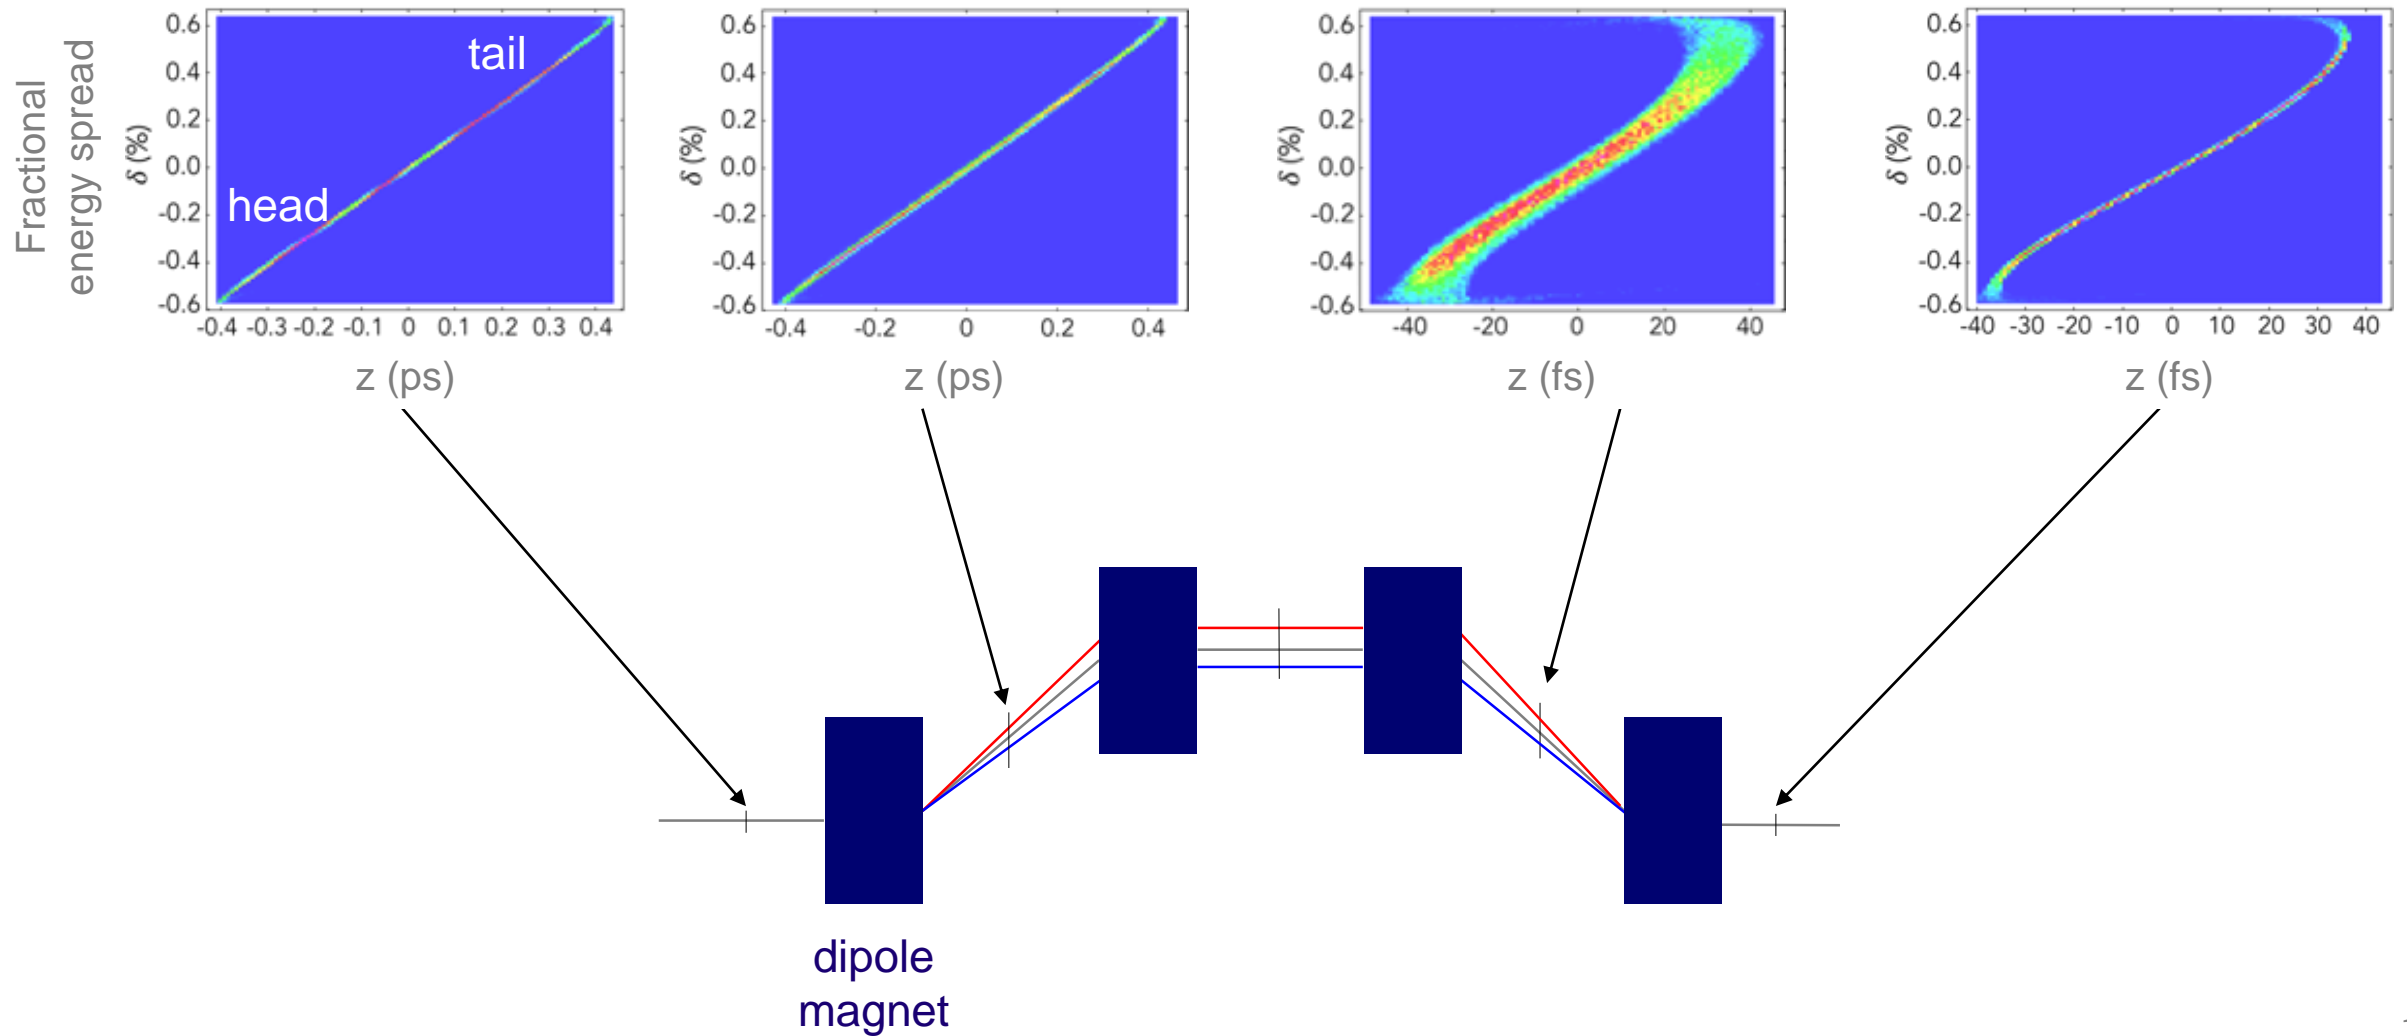 Fractional
energy spread
δ (%)
0.6
0.4
0.2
0.0
-0.2
-0.4
-0.6
tail
head
-0.4 -0.3 -0.2 -0.1 0 0.1 0.2 0.3 0.4
z (ps)
δ (%)
0.6
0.4
0.2
0.0
-0.2
-0.4
-0.6
-0.4 -0.2 0 0.2 0.4
z (ps)
δ (%)
0.6
0.4
0.2
0.0
-0.2
-0.4
-0.6
-40 -20 0 20 40
z (fs)
δ (%)
0.6
0.4
0.2
0.0
-0.2
-0.4
-0.6
-40 -30 -20 -10 0 10 20 30 40
z (fs)
dipole
magnet